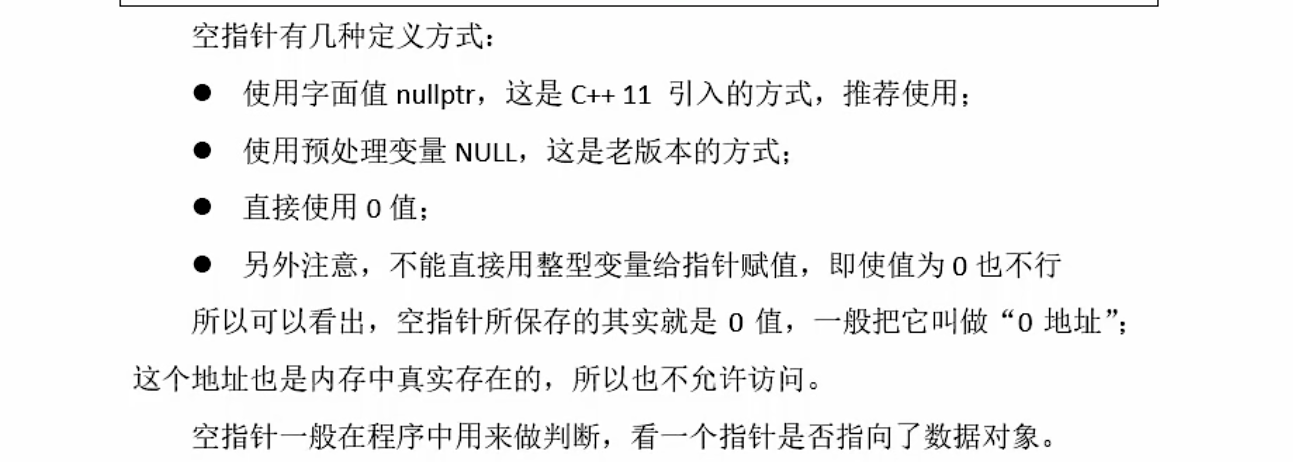 空指针有几种定义方式：
● 使用字面值 nullptr，这是 C++ 11 引入的方式，推荐使用；
● 使用预处理变量 NULL，这是老版本的方式；
● 直接使用 0 值；
● 另外注意，不能直接用整型变量给指针赋值，即使值为 0 也不行
所以可以看出，空指针所保存的其实就是 0 值，一般把它叫做“0 地址”；
这个地址也是内存中真实存在的，所以也不允许访问。
空指针一般在程序中用来做判断，看一个指针是否指向了数据对象。